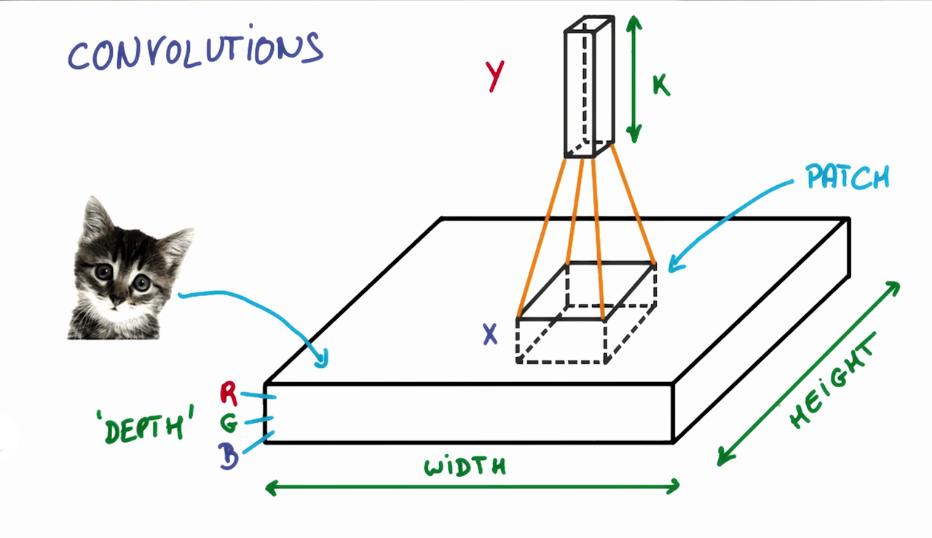 CONVOLUTIONS
Y
K
PATCH
X
R
'DEPTH'
G
B
WIDTH
HEIGHT